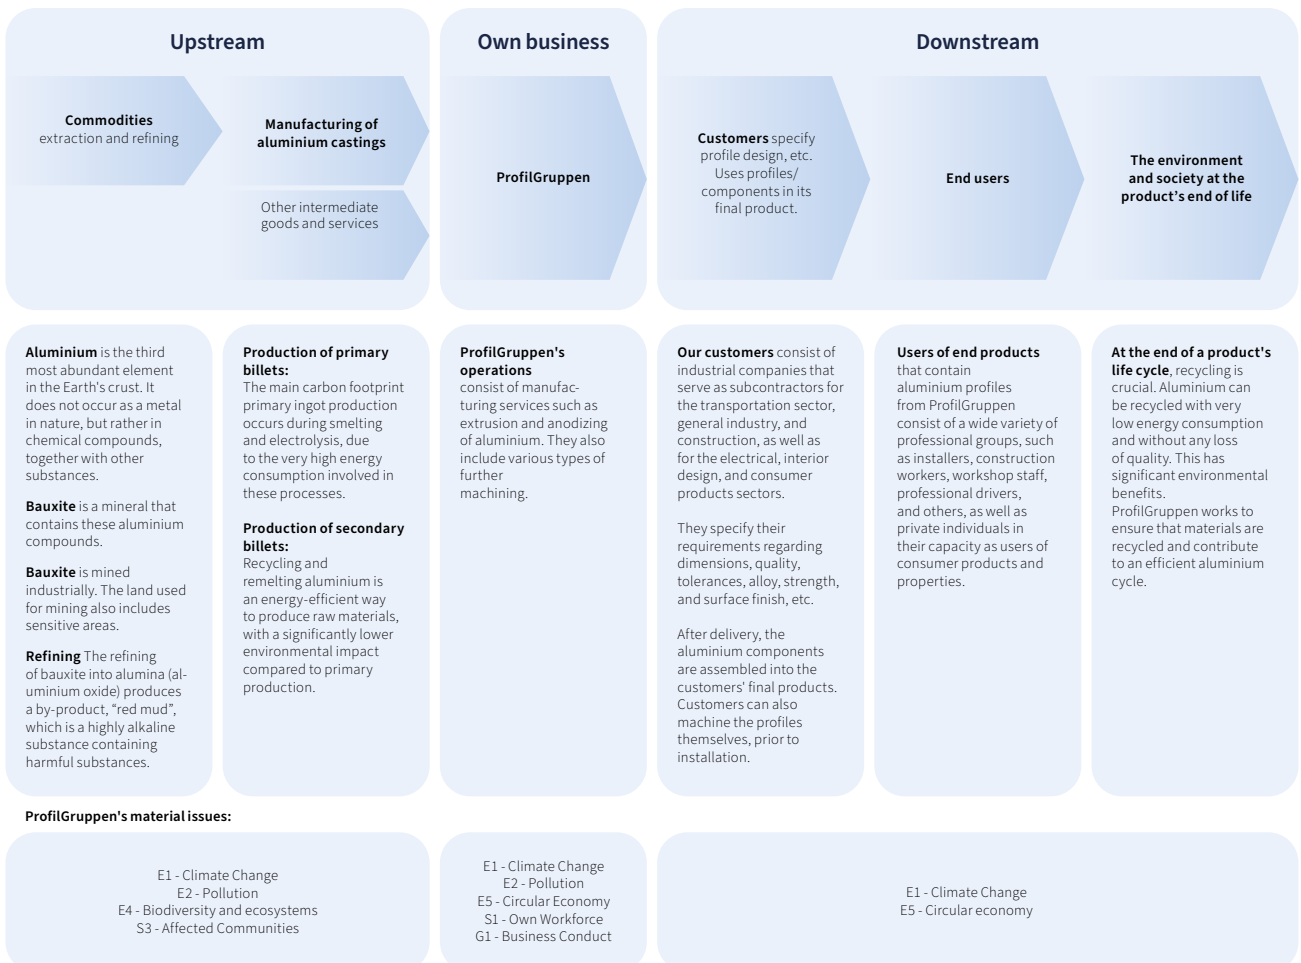 Upstream
Own business
Downstream
Commodities
extraction and refining
Manufacturing of
aluminium castings
Other intermediate
goods and services
ProfilGruppen
Customers specify
profile design, etc.
Uses profiles/
components in its
final product.
End users
The environment
and society at the
product’s end of life
Aluminium is the third
most abundant element
in the Earth's crust. It
does not occur as a metal
in nature, but rather in
chemical compounds,
together with other
substances.
Bauxite is a mineral that
contains these aluminium
compounds.
Bauxite is mined
industrially. The land used
for mining also includes
sensitive areas.
Refining The refining
of bauxite into alumina (al-
uminium oxide) produces
a by-product, “red mud”,
which is a highly alkaline
substance containing
harmful substances.
Production of primary
billets:
The main carbon footprint
primary ingot production
occurs during smelting
and electrolysis, due
to the very high energy
consumption involved in
these processes.
Production of secondary
billets:
Recycling and
remelting aluminium is
an energy-efficient way
to produce raw materials,
with a significantly lower
environmental impact
compared to primary
production.
ProfilGruppen's
operations
consist of manufac-
turing services such as
extrusion and anodizing
of aluminium. They also
include various types of
further
machining.
Our customers consist of
industrial companies that
serve as subcontractors for
the transportation sector,
general industry, and
construction, as well as
for the electrical, interior
design, and consumer
products sectors.
They specify their
requirements regarding
dimensions, quality,
tolerances, alloy, strength,
and surface finish, etc.
After delivery, the
aluminium components
are assembled into the
customers' final products.
Customers can also
machine the profiles
themselves, prior to
installation.
Users of end products
that contain
aluminium profiles
from ProfilGruppen
consist of a wide variety of
professional groups, such
as installers, construction
workers, workshop staff,
professional drivers,
and others, as well as
private individuals in
their capacity as users of
consumer products and
properties.
At the end of a product's
life cycle, recycling is
crucial. Aluminium can
be recycled with very
low energy consumption
and without any loss
of quality. This has
significant environmental
benefits.
ProfilGruppen works to
ensure that materials are
recycled and contribute
to an efficient aluminium
cycle.
ProfilGruppen's material issues:
E1 - Climate Change
E2 - Pollution
E4 - Biodiversity and ecosystems
S3 - Affected Communities
E1 - Climate Change
E2 - Pollution
E5 - Circular Economy
S1 - Own Workforce
G1 - Business Conduct
E1 - Climate Change
E5 - Circular economy